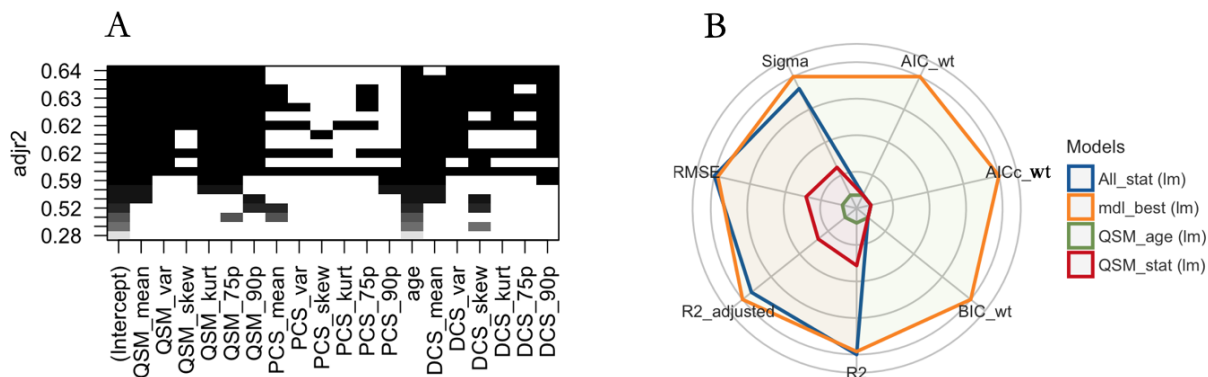 A
adjr2
0.64
0.63
0.62
0.62
0.59
0.52
0.28
(Intercept)
QSM_mean
QSM_var
QSM_skew
QSM_kurt
QSM_75p
QSM_90p
PCS_mean
PCS_var
PCS_skew
PCS_kurt
PCS_75p
PCS_90p
age
DCS_mean
DCS_var
DCS_skew
DCS_kurt
DCS_75p
DCS_90p
B
Sigma
AIC_wt
RMSE
AICc_wt
R2_adjusted
BIC_wt
R2
Models
All_stat (lm)
mdl_best (lm)
QSM_age (lm)
QSM_stat (lm)